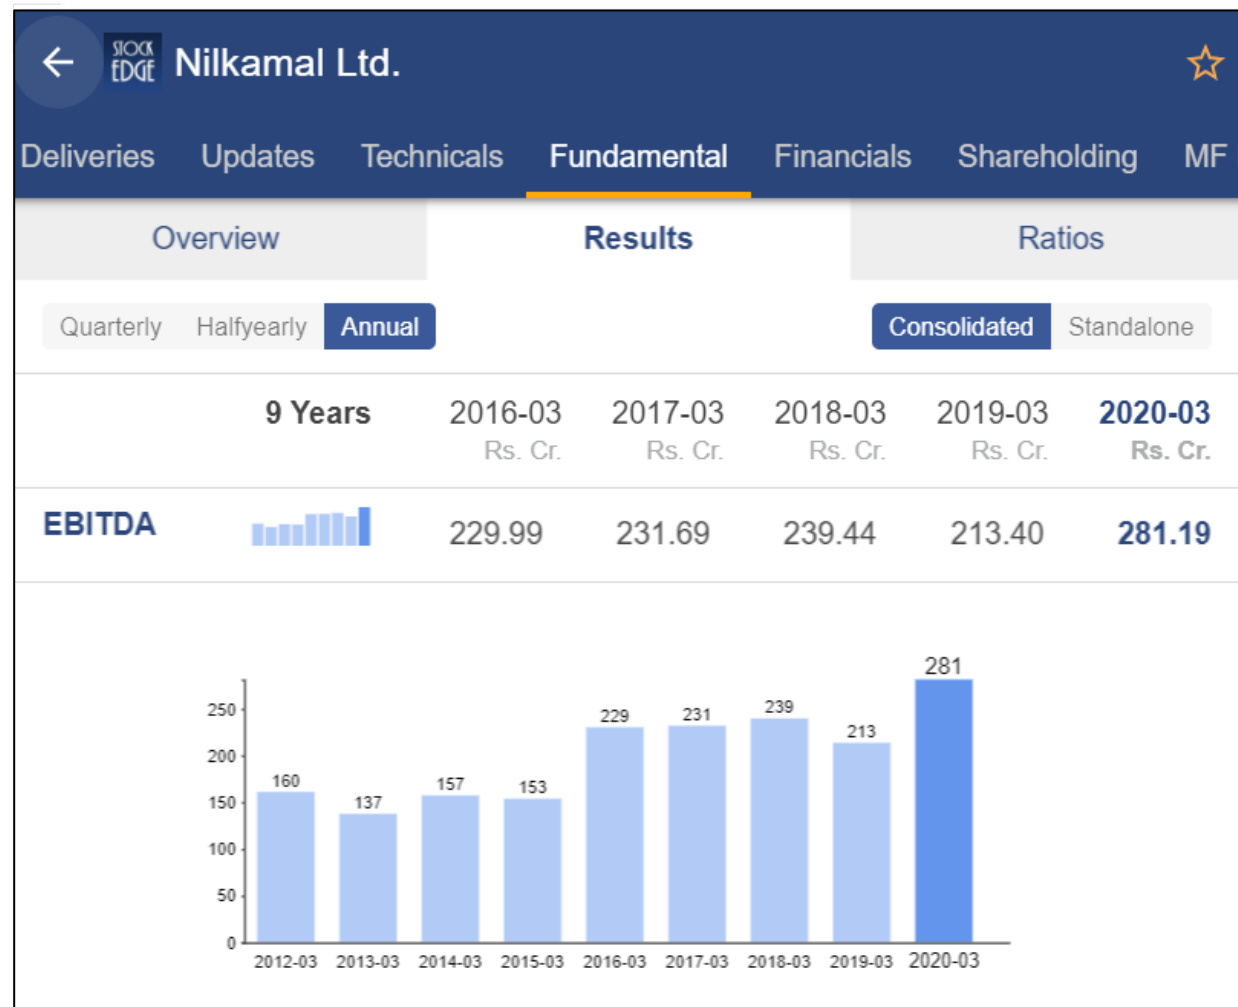 STOCK EDGE Nilkamal Ltd.
Deliveries Updates Technicals Fundamental Financials Shareholding MF
Overview Results Ratios
Quarterly Halfyearly Annual Consolidated Standalone
9 Years 2016-03 2017-03 2018-03 2019-03 2020-03
Rs. Cr. Rs. Cr. Rs. Cr. Rs. Cr. Rs. Cr.
EBITDA 229.99 231.69 239.44 213.40 281.19
281
250 229 231 239
213
200
160 157 153
150 137
100
50
0
2012-03 2013-03 2014-03 2015-03 2016-03 2017-03 2018-03 2019-03 2020-03